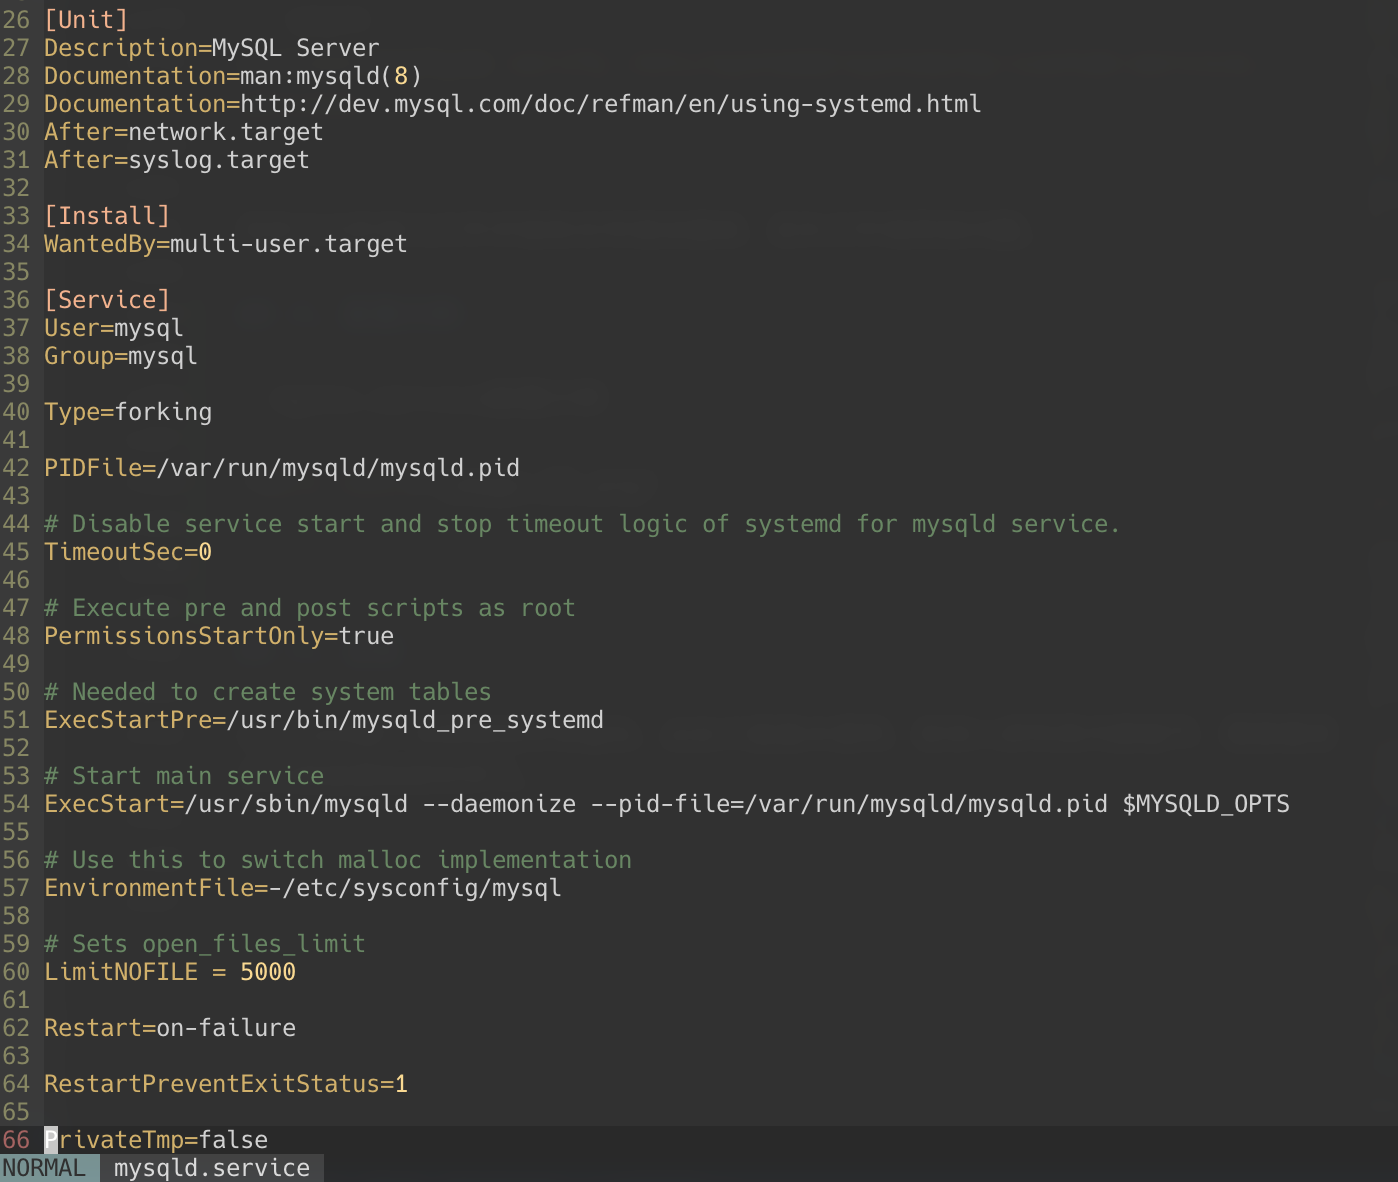 26 [Unit]
27 Description=MySQL Server
28 Documentation=man:mysqld(8)
29 Documentation=http://dev.mysql.com/doc/refman/en/using-systemd.html
30 After=network.target
31 After=syslog.target
32
33 [Install]
34 WantedBy=multi-user.target
35
36 [Service]
37 User=mysql
38 Group=mysql
39
40 Type=forking
41
42 PIDFile=/var/run/mysqld/mysqld.pid
43
44 # Disable service start and stop timeout logic of systemd for mysqld service.
45 TimeoutSec=0
46
47 # Execute pre and post scripts as root
48 PermissionsStartOnly=true
49
50 # Needed to create system tables
51 ExecStartPre=/usr/bin/mysqld_pre_systemd
52
53 # Start main service
54 ExecStart=/usr/sbin/mysqld --daemonize --pid-file=/var/run/mysqld/mysqld.pid $MYSQLD_OPTS
55
56 # Use this to switch malloc implementation
57 EnvironmentFile=-/etc/sysconfig/mysql
58
59 # Sets open_files_limit
60 LimitNOFILE = 5000
61
62 Restart=on-failure
63
64 RestartPreventExitStatus=1
65
66 PrivateTmp=false
NORMAL mysqld.service